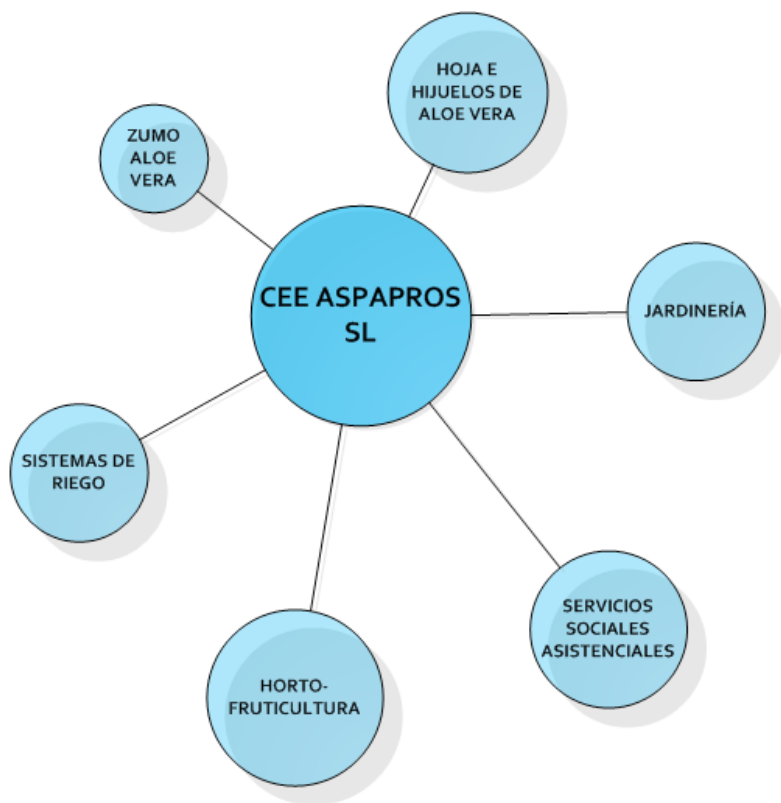 HOJA E
HIJUELOS DE
ALOE VERA
ZUMO
ALOE
VERA
CEE ASPAPROS
SL
JARDINERÍA
SISTEMAS DE
RIEGO
SERVICIOS
SOCIALES
ASISTENCIALES
HORTO-
FRUTICULTURA